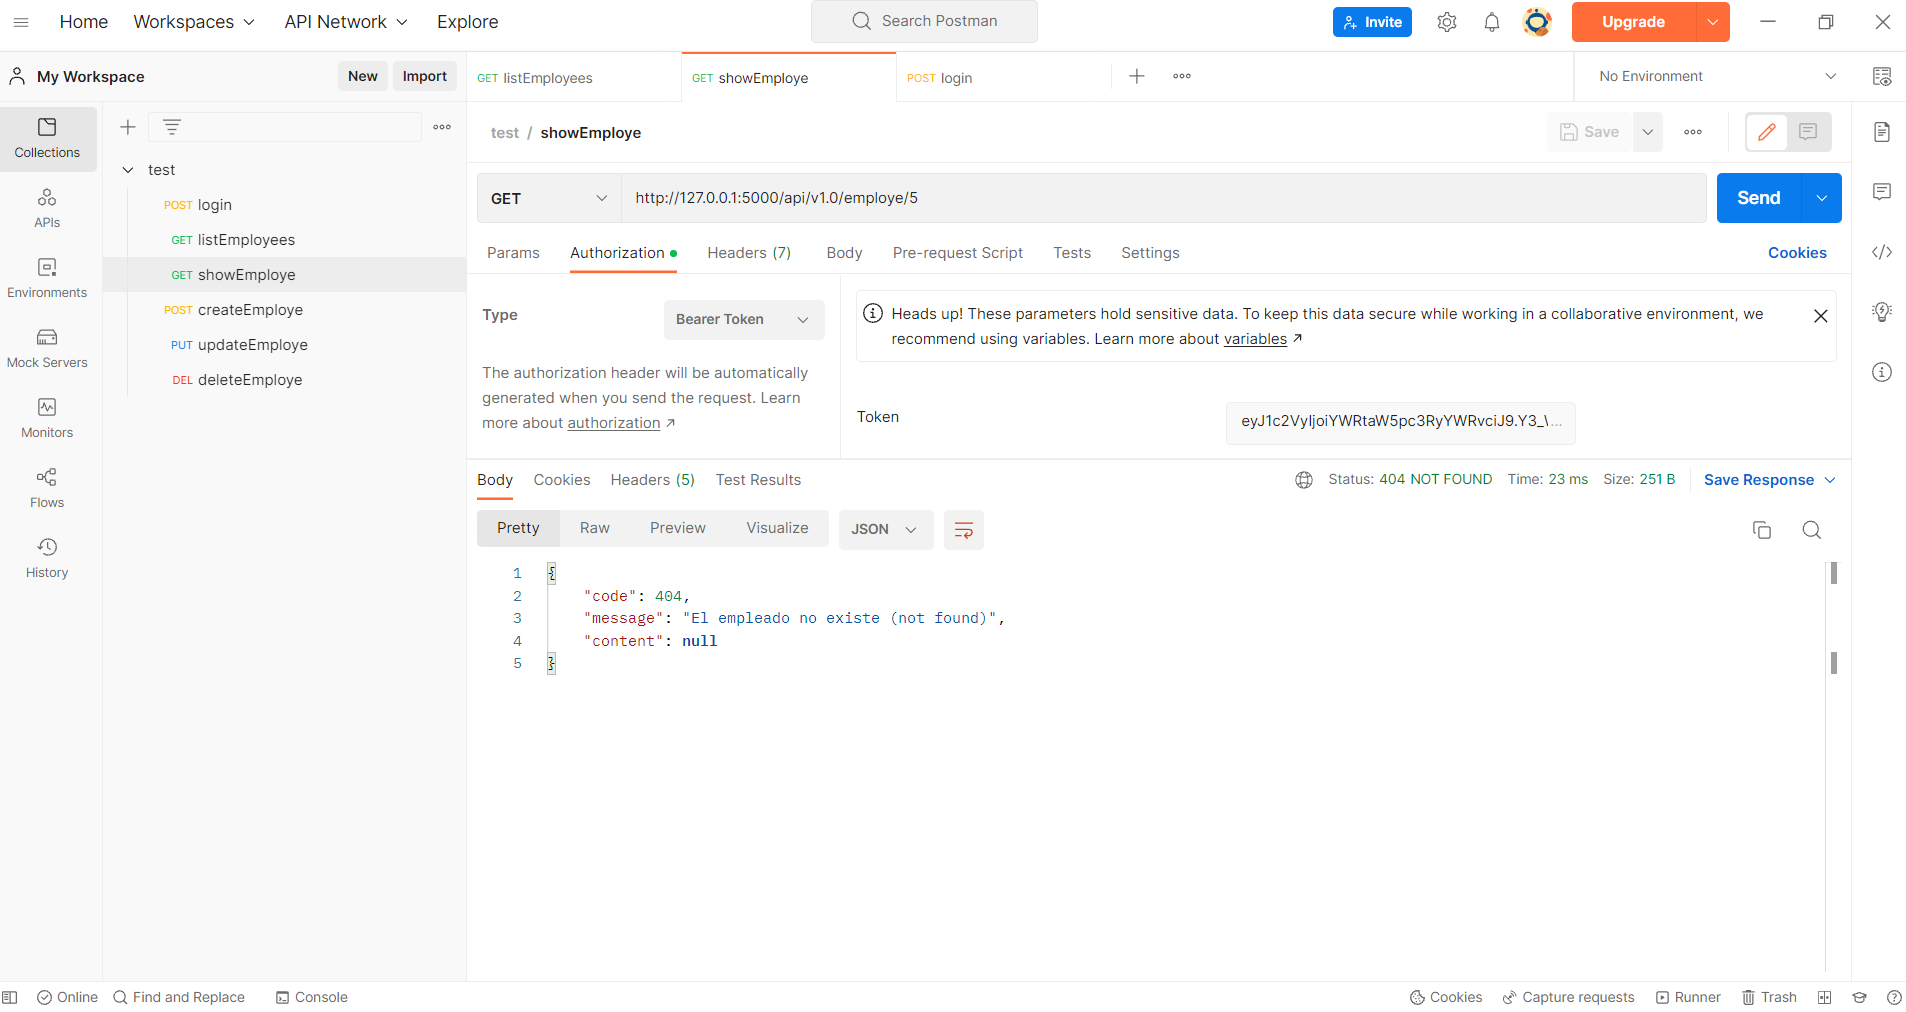 Home Workspaces API Network Explore Search Postman Invite Upgrade
My Workspace New Import GET listEmployees GET showEmploye POST login No Environment
Collections
APIs
Environments
Mock Servers
Monitors
Flows
History
test
POST login
GET listEmployees
GET showEmploye
POST createEmploye
PUT updateEmploye
DEL deleteEmploye
test / showEmploye Save
GET http://127.0.0.1:5000/api/v1.0/employe/5 Send
Params Authorization Headers (7) Body Pre-request Script Tests Settings Cookies
Type Bearer Token
The authorization header will be automatically
generated when you send the request. Learn
more about authorization ↗
Heads up! These parameters hold sensitive data. To keep this data secure while working in a collaborative environment, we
recommend using variables. Learn more about variables ↗
Token eyJ1c2VyIjoiYWRtaW5pc3RyYWRvciJ9.Y3_\...
Body Cookies Headers (5) Test Results Status: 404 NOT FOUND Time: 23 ms Size: 251 B Save Response
Pretty Raw Preview Visualize JSON
1 {
2 "code": 404,
3 "message": "El empleado no existe (not found)",
4 "content": null
5 }
Online Find and Replace Console Cookies Capture requests Runner Trash